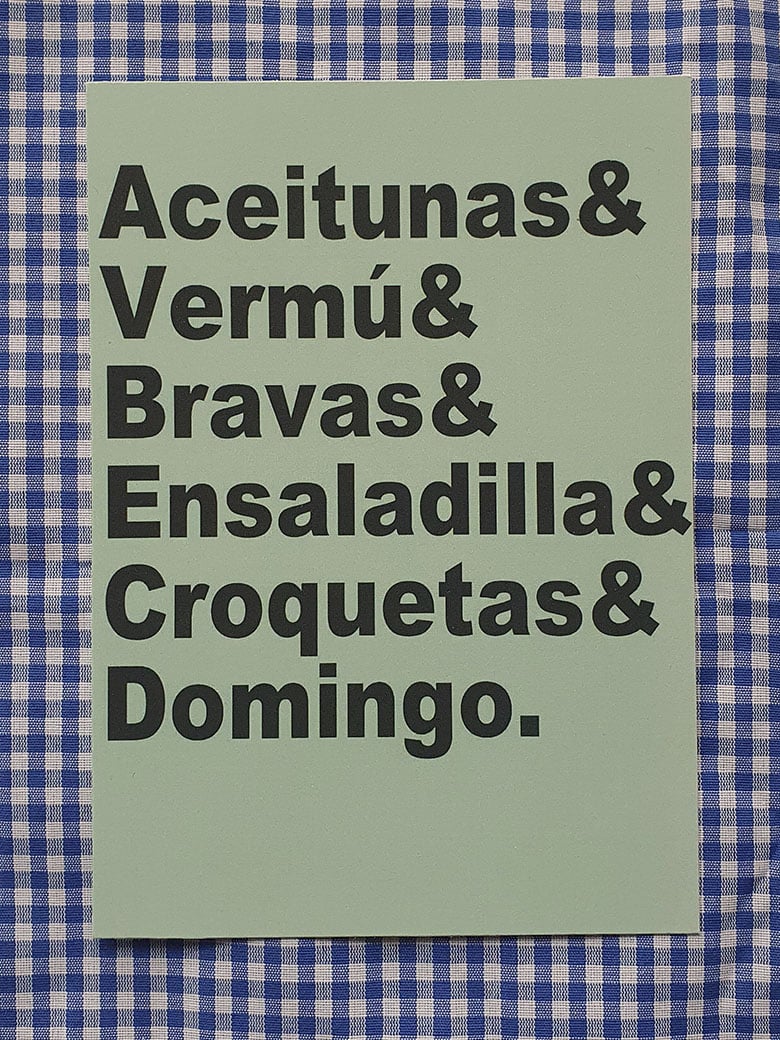 Aceitunas&
Vermú&
Bravas&
Ensaladilla&
Croquetas&
Domingo.